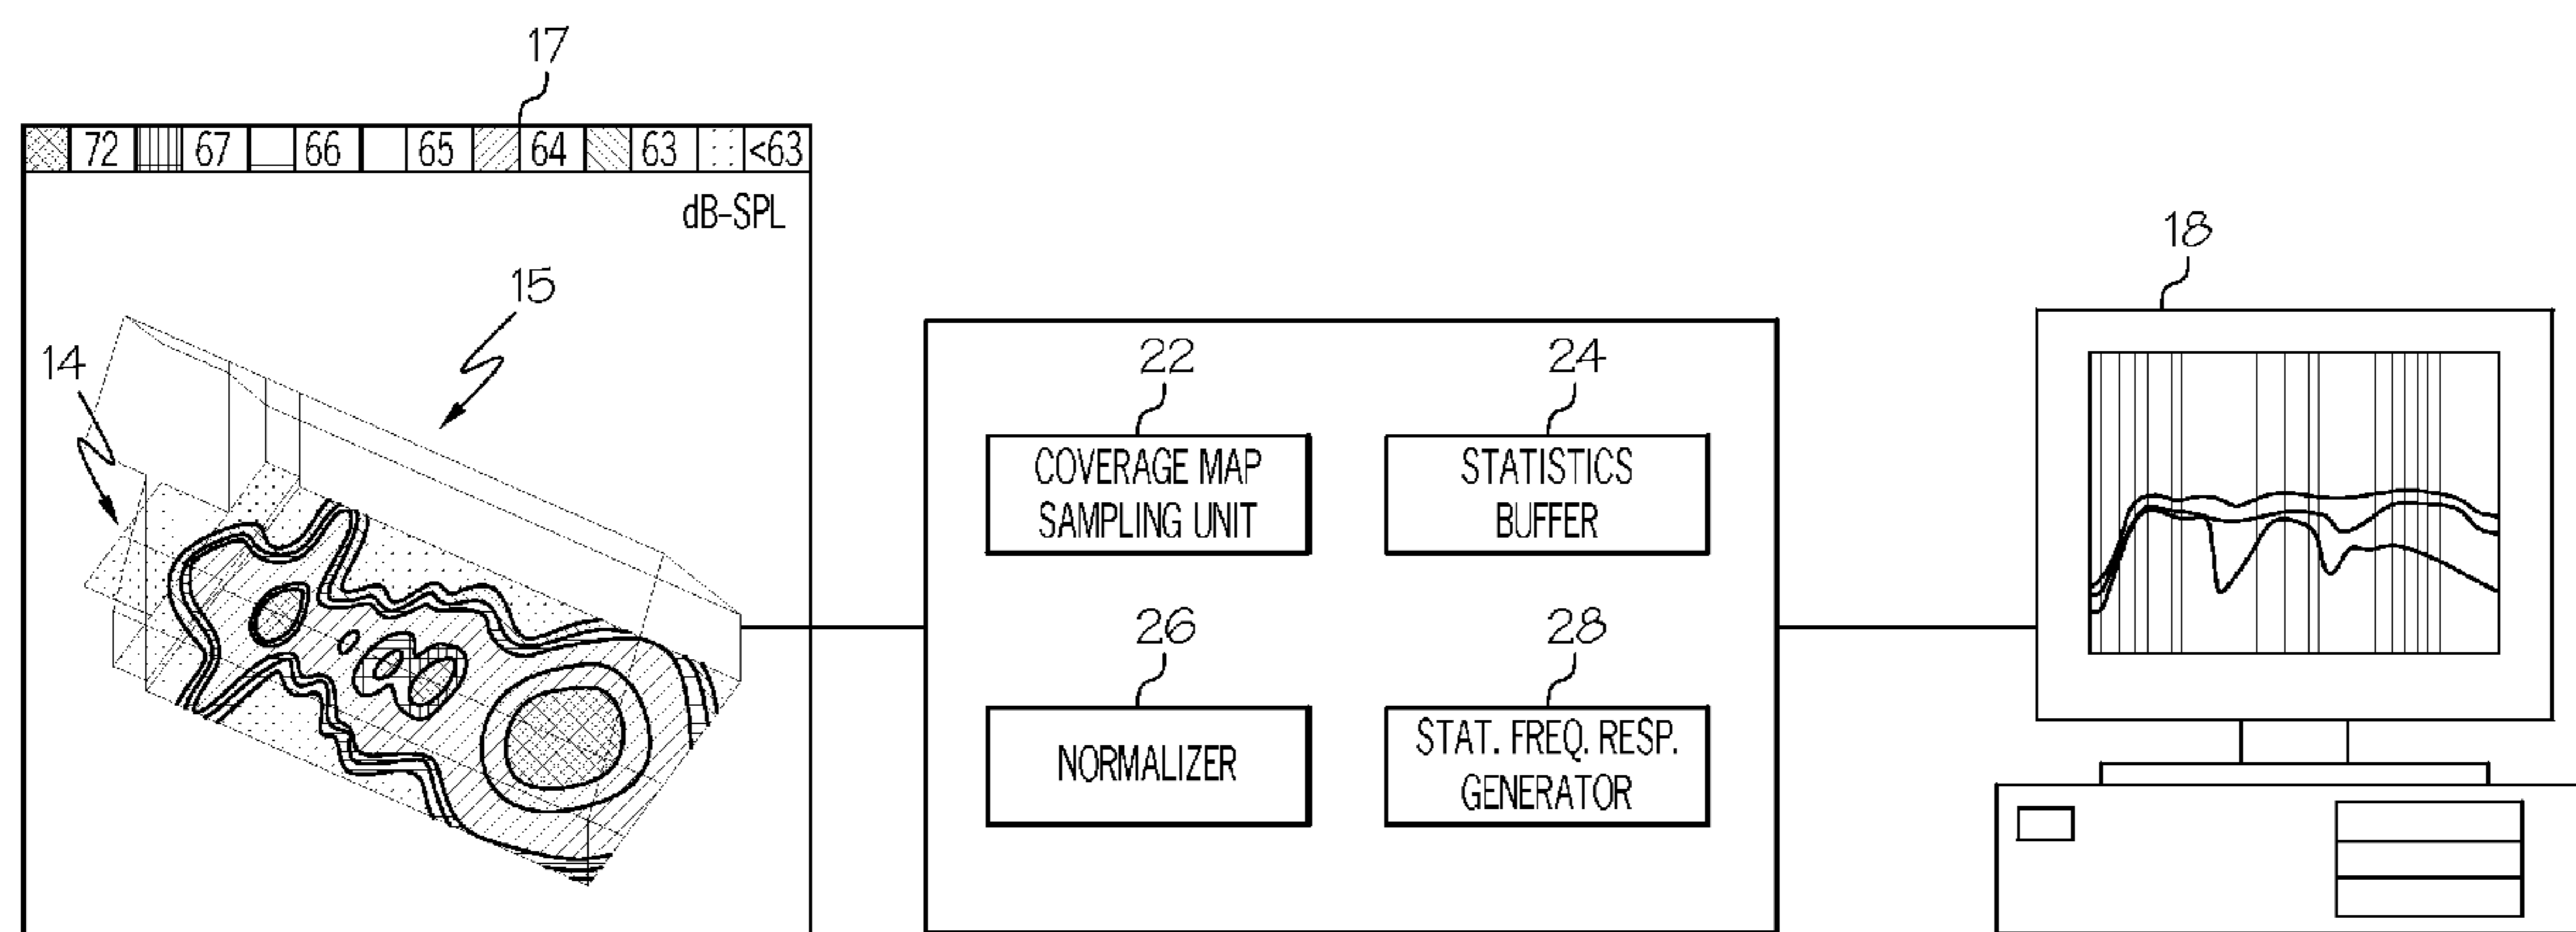 17
72 67 66 65 64 63 <63
dB-SPL
15
14
22
COVERAGE MAP
SAMPLING UNIT
24
STATISTICS
BUFFER
26
NORMALIZER
28
STAT. FREQ. RESP.
GENERATOR
18